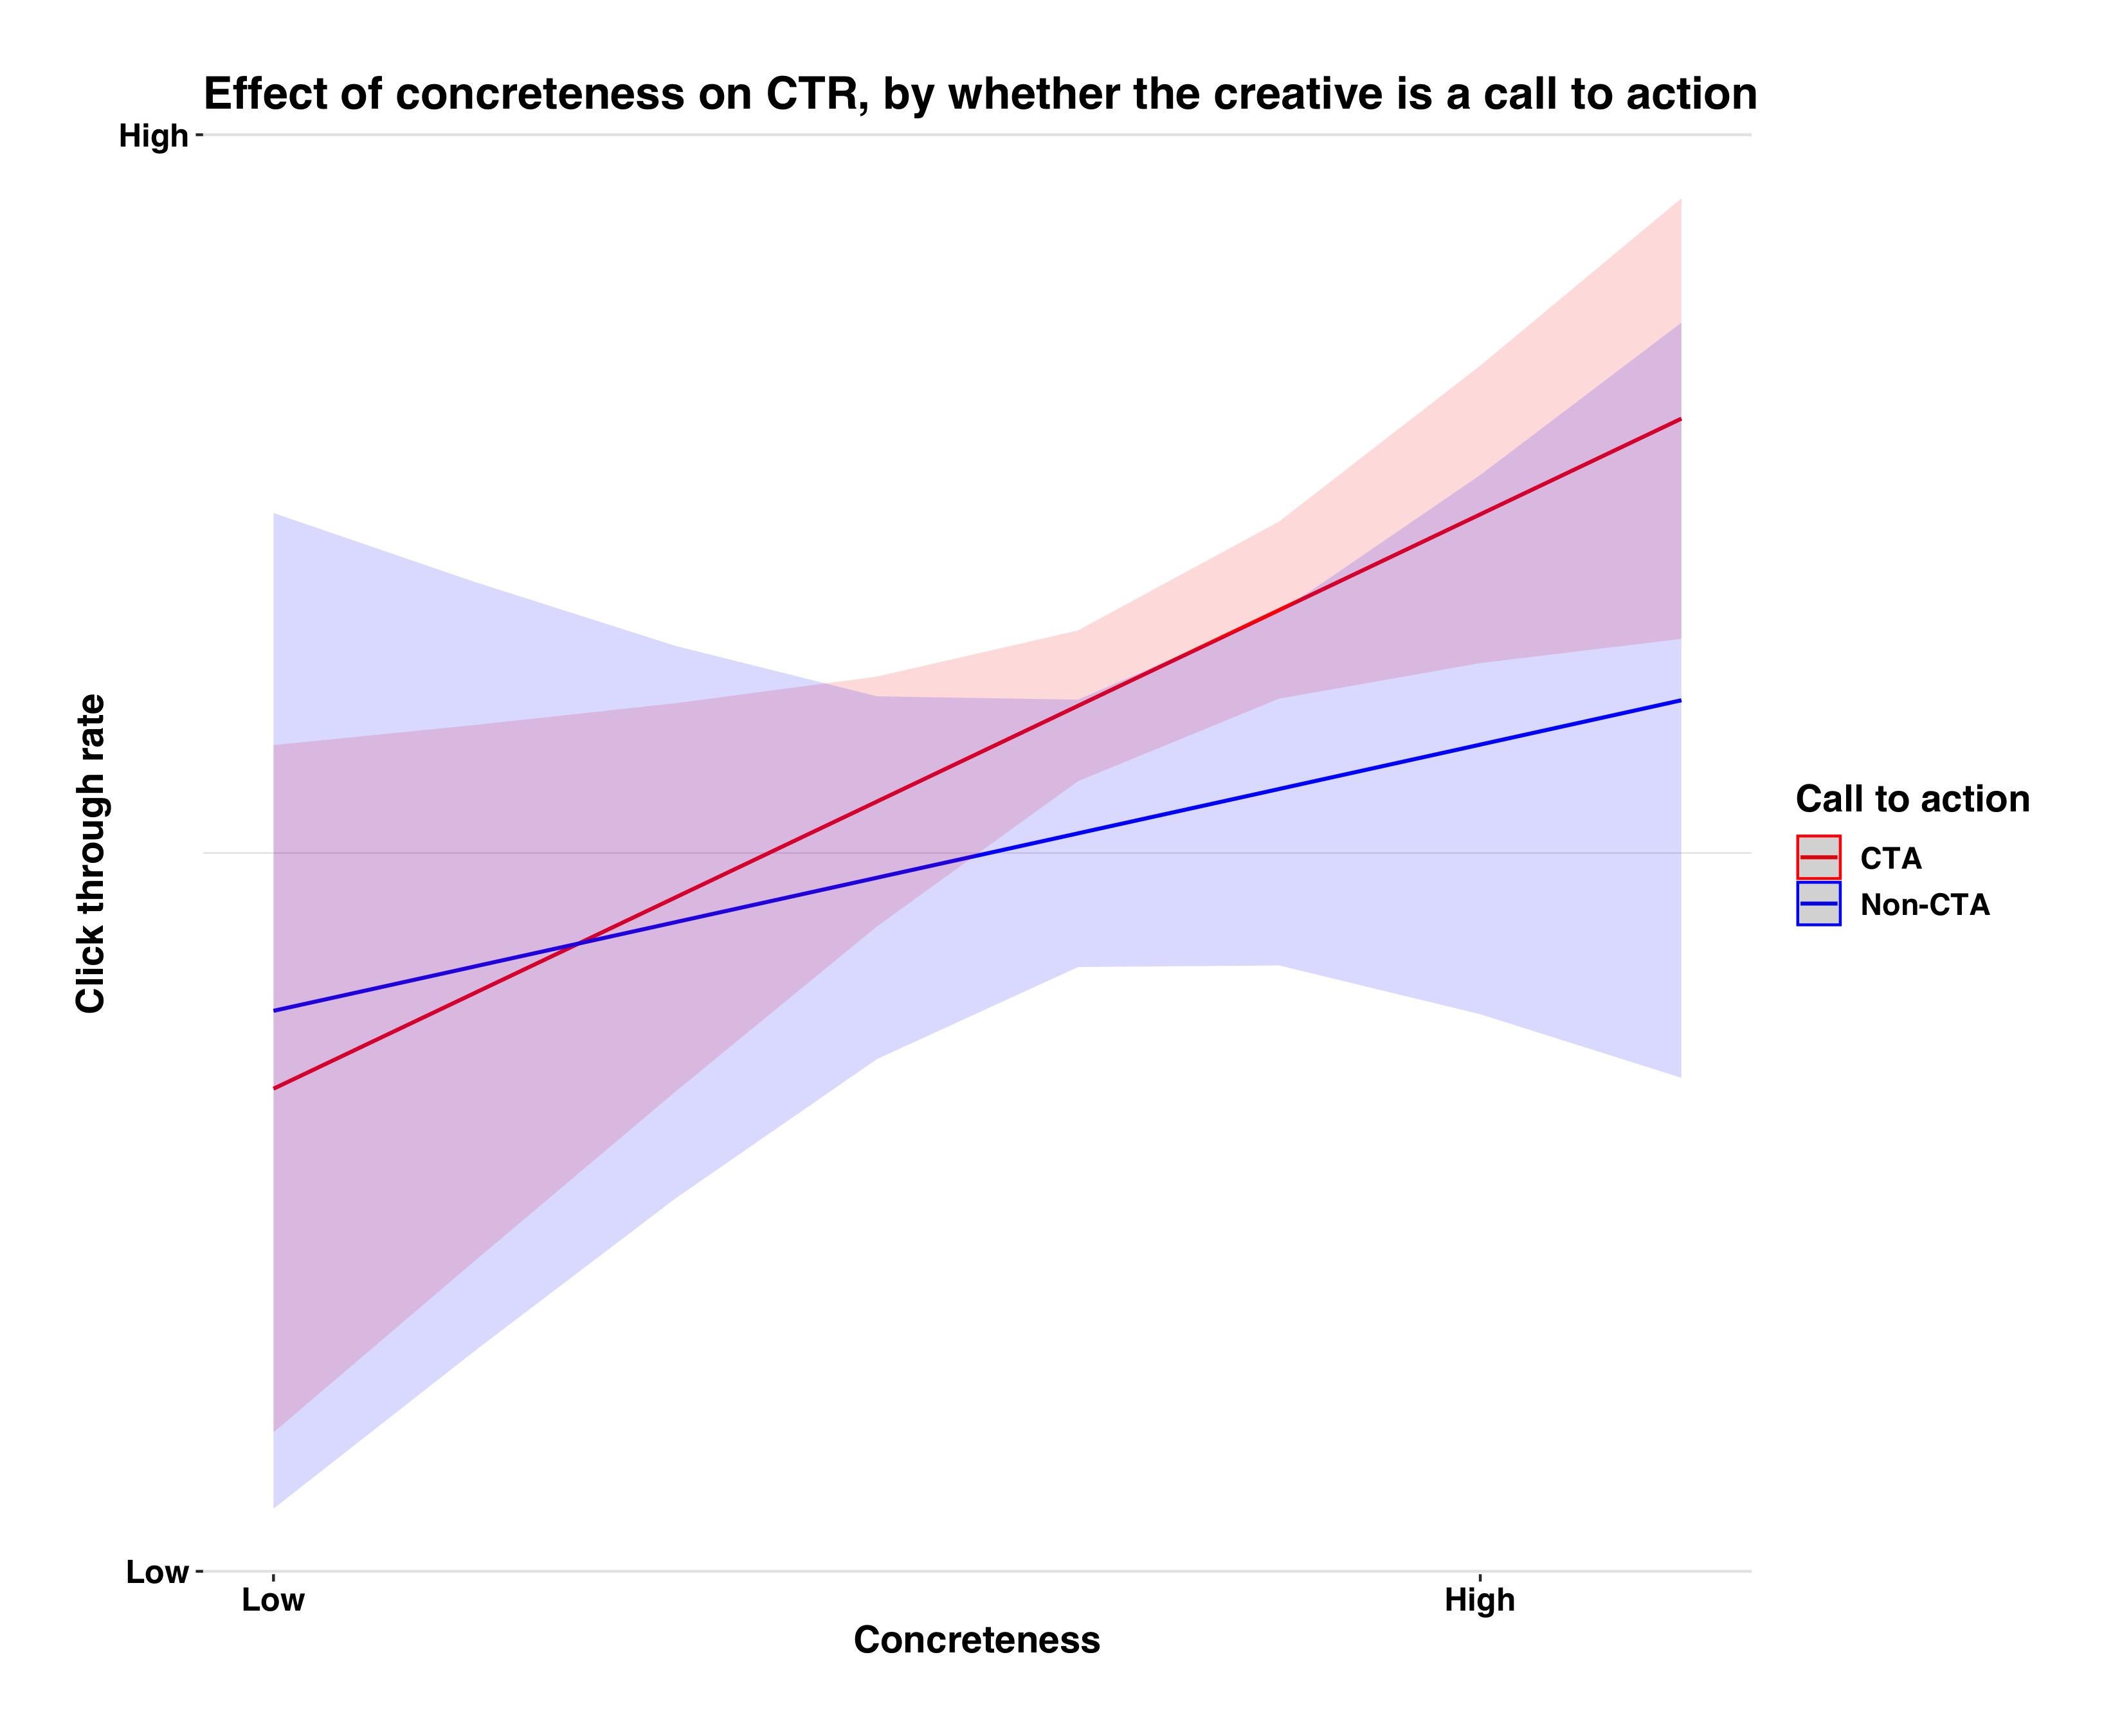 Effect of concreteness on CTR, by whether the creative is a call to action
High
Click through rate
Low
Low
High
Concreteness
Call to action
CTA
Non-CTA